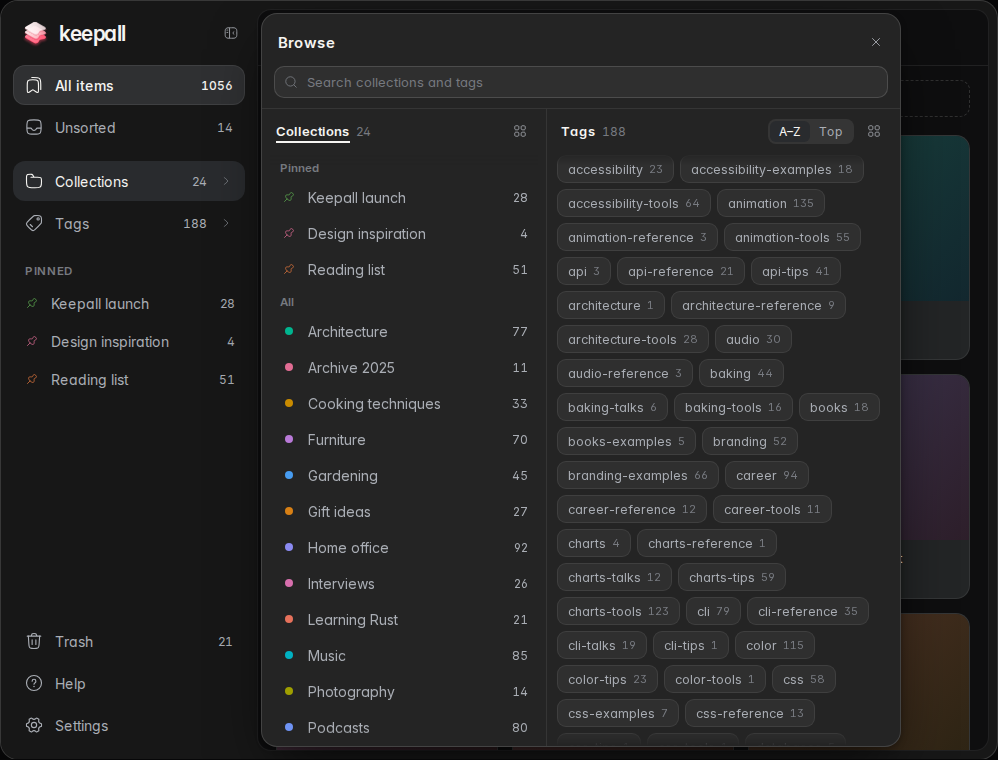 keepall
All items 1056
Unsorted 14
Collections 24
Tags 188
PINNED
Keepall launch 28
Design inspiration 4
Reading list 51
Trash 21
Help
Settings
Browse
Search collections and tags
Collections 24
Pinned
Keepall launch 28
Design inspiration 4
Reading list 51
All
Architecture 77
Archive 2025 11
Cooking techniques 33
Furniture 70
Gardening 45
Gift ideas 27
Home office 92
Interviews 26
Learning Rust 21
Music 85
Photography 14
Podcasts 80
Tags 188 A–Z Top
accessibility 23 accessibility-examples 18
accessibility-tools 64 animation 135
animation-reference 3 animation-tools 55
api 3 api-reference 21 api-tips 41
architecture 1 architecture-reference 9
architecture-tools 28 audio 30
audio-reference 3 baking 44
baking-talks 6 baking-tools 16 books 18
books-examples 5 branding 52
branding-examples 66 career 94
career-reference 12 career-tools 11
charts 4 charts-reference 1
charts-talks 12 charts-tips 59
charts-tools 123 cli 79 cli-reference 35
cli-talks 19 cli-tips 1 color 115
color-tips 23 color-tools 1 css 58
css-examples 7 css-reference 13